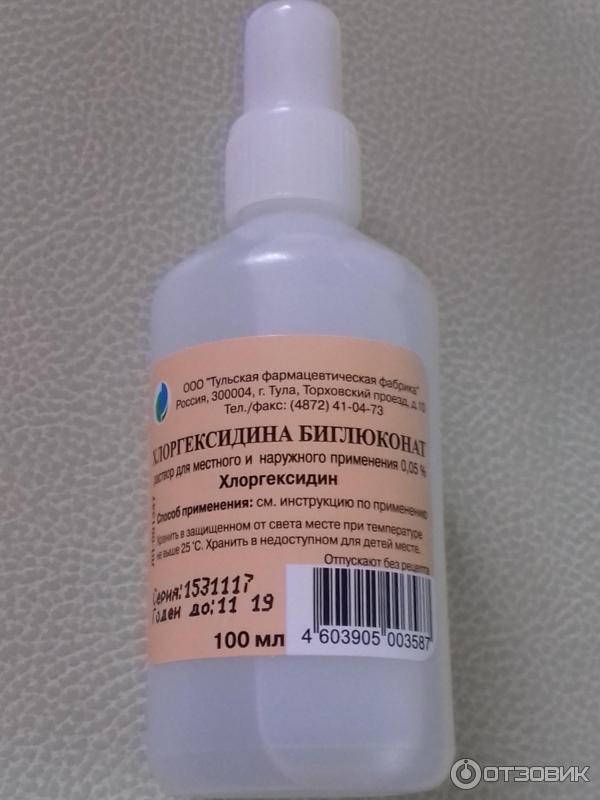 ООО "Тульская фармацевтическая фабрика"
Россия, 300004, г. Тула, Торховский проезд, д.10
Тел./факс: (4872) 41-04-73
ХЛОРГЕКСИДИНА БИГЛЮКОНАТ
раствор для местного и наружного применения 0,05 %
Хлоргексидин
Способ применения: см. инструкцию по применению
Хранить в защищенном от света месте при температуре
не выше 25 °С. Хранить в недоступном для детей месте.
Отпускают без рецепта
Серия:1531117
Годен до:11 19
100 мл
4 603905 003587
ОТЗОВИК